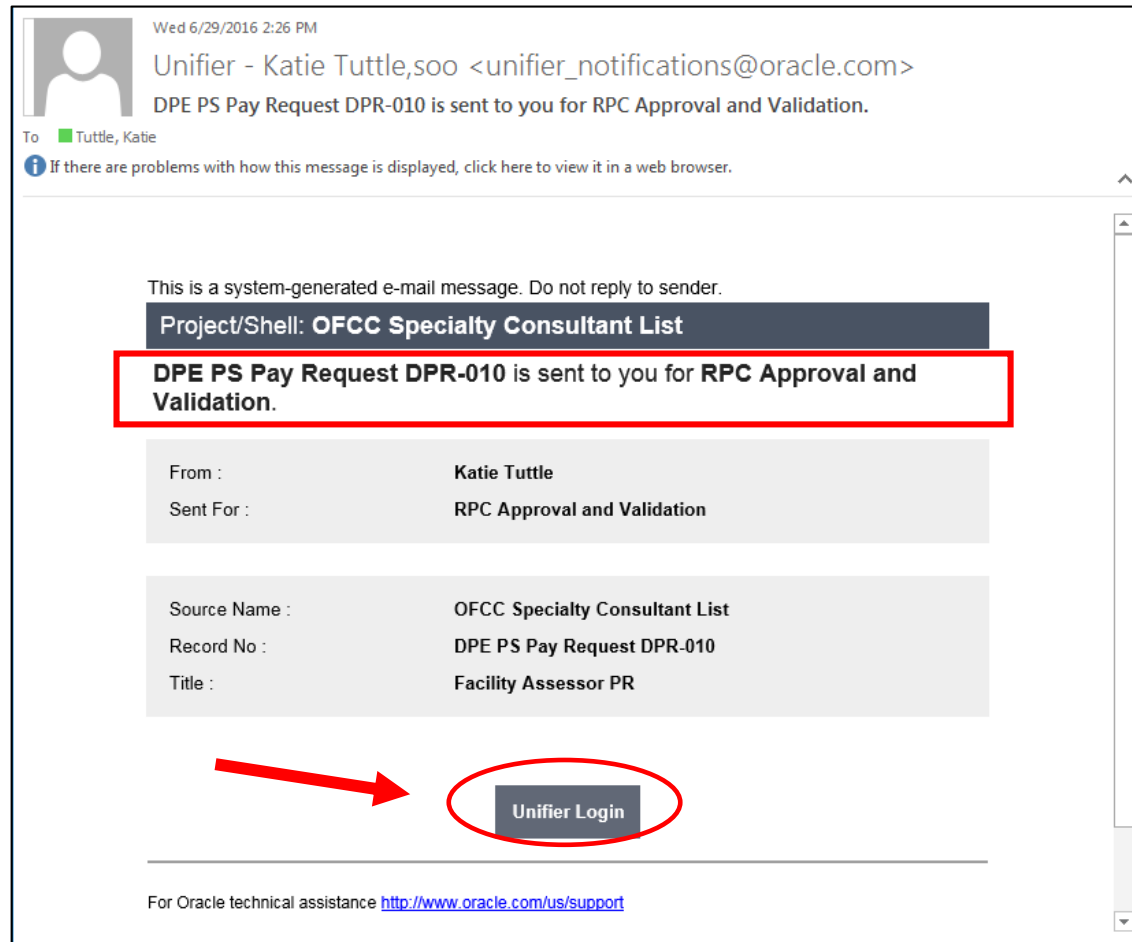 Wed 6/29/2016 2:26 PM
Unifier - Katie Tuttle,soo <unifier_notifications@oracle.com>
DPE PS Pay Request DPR-010 is sent to you for RPC Approval and Validation.
To Tuttle, Katie
If there are problems with how this message is displayed, click here to view it in a web browser.
This is a system-generated e-mail message. Do not reply to sender.
Project/Shell: OFCC Specialty Consultant List
DPE PS Pay Request DPR-010 is sent to you for RPC Approval and
Validation.
From : Katie Tuttle
Sent For : RPC Approval and Validation
Source Name : OFCC Specialty Consultant List
Record No : DPE PS Pay Request DPR-010
Title : Facility Assessor PR
Unifier Login
For Oracle technical assistance http://www.oracle.com/us/support